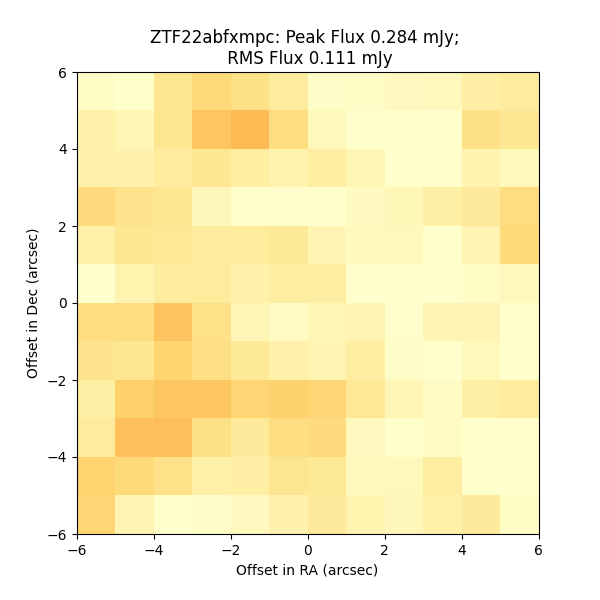 ZTF22abfxmpc: Peak Flux 0.284 mJy;
RMS Flux 0.111 mJy
6
4
2
0
−2
−4
−6
Offset in Dec (arcsec)
−6 −4 −2 0 2 4 6
Offset in RA (arcsec)